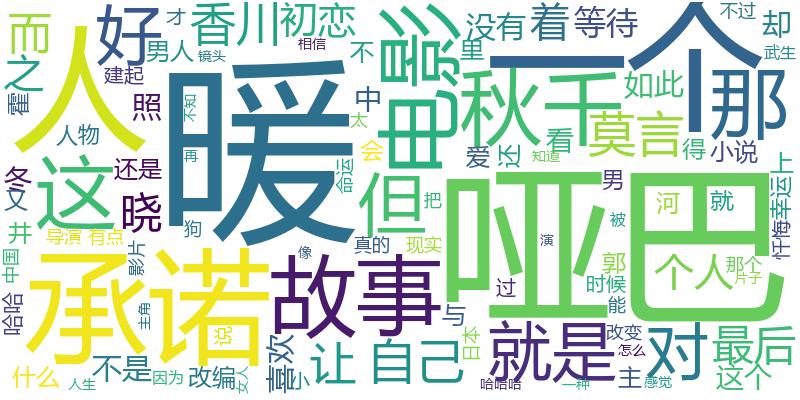 而
好
才
香川
初恋
相信
电影
没有
着
等待
一个
不过
却
武生
之
男人
镜头
不
里
那
霍
建起
照
不知
人
暖
中
秋千
如此
莫言
人物
再
太
看
得
小说
冬
这
还是
晓
命运
会
爱
还
知道
上
又
狗
但
把
哑巴
男
河
就
幸运
忏悔
井
导演
有点
真的
现实
被
中国
影片
像
演
郭
个人
那个
片子
哈哈
承诺
故事
过
时候
能
主角
说
与
日本
就是
对
改变
最后
不是
喜欢
让
自己
怎么
什么
人生
因为
改编
女人
小
哈哈哈
一种
主
感觉
这个